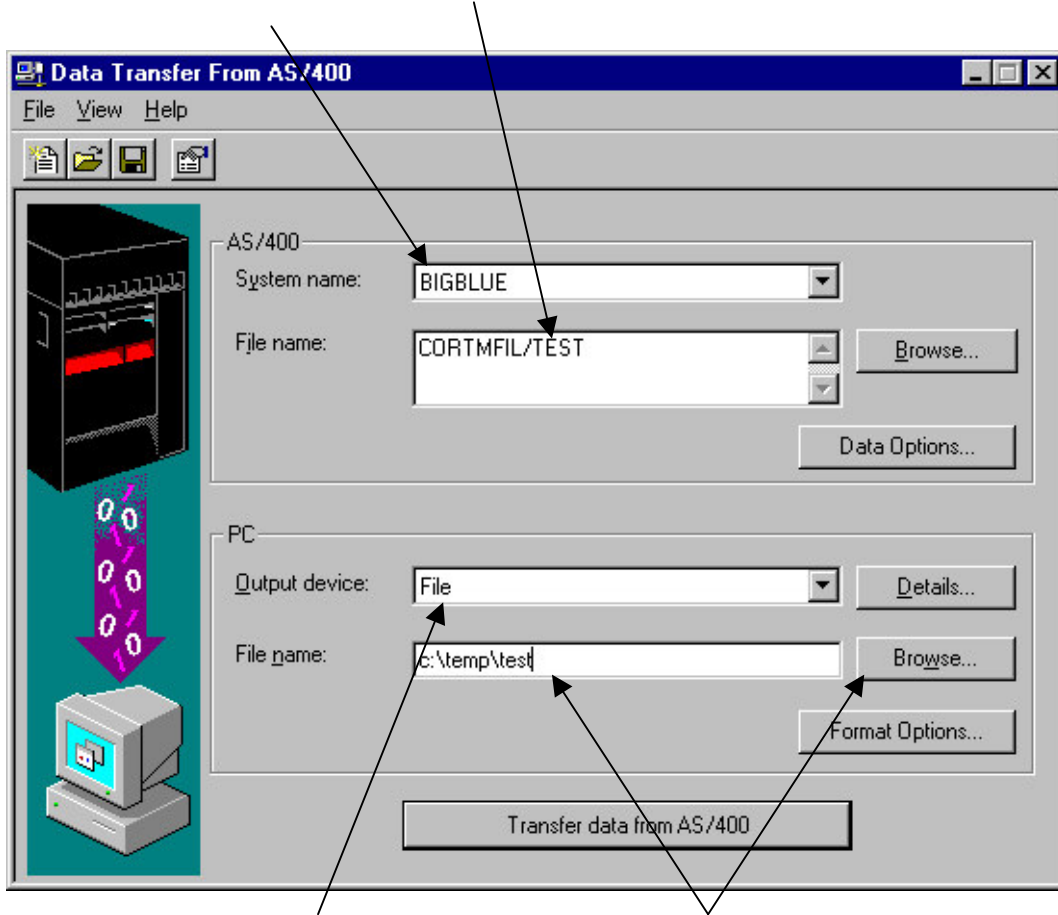 Data Transfer From AS/400
File View Help
AS/400
System name: BIGBLUE
File name: CORTMFIL/TEST Browse...
Data Options...
PC
Output device: File Details...
File name: c:\temp\test Browse...
Format Options...
Transfer data from AS/400